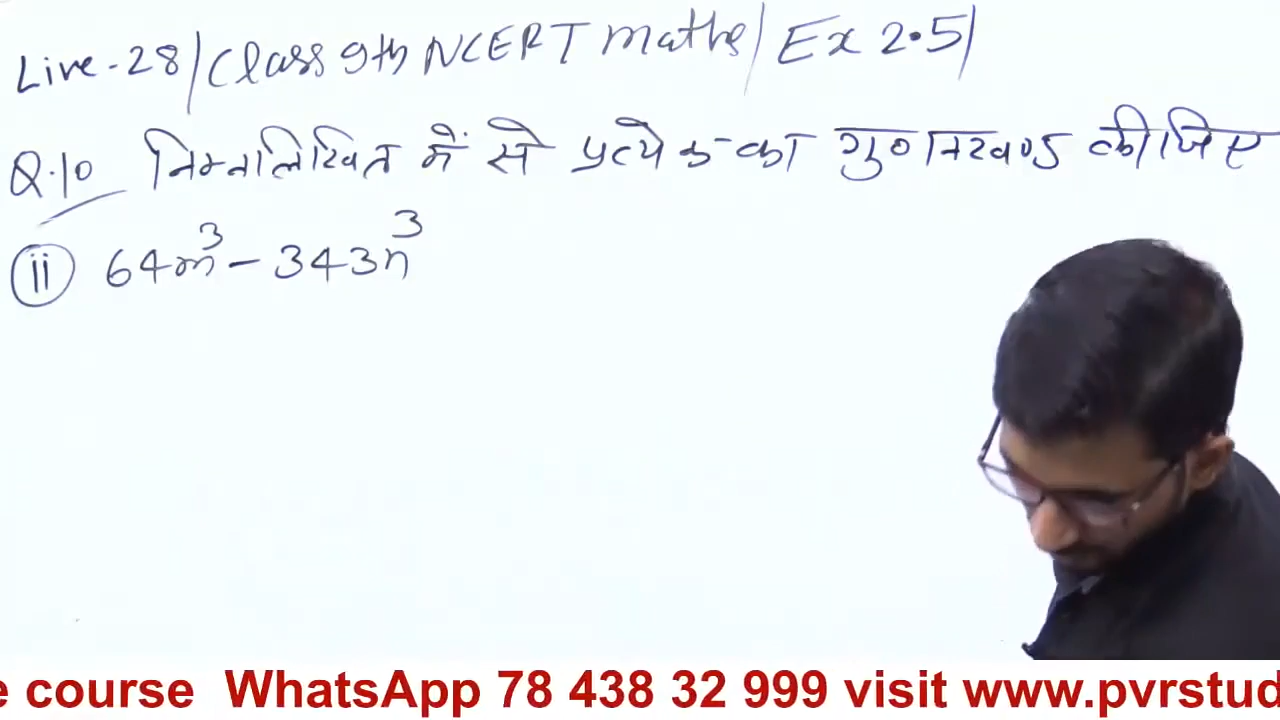 Live-28/Class 9th NCERT maths/Ex 2.5/
Q.10 निम्नलिखित में से प्रत्येक का गुणनखण्ड कीजिए
ii 64m³ - 343n³
e course WhatsApp 78 438 32 999 visit www.pvrstud